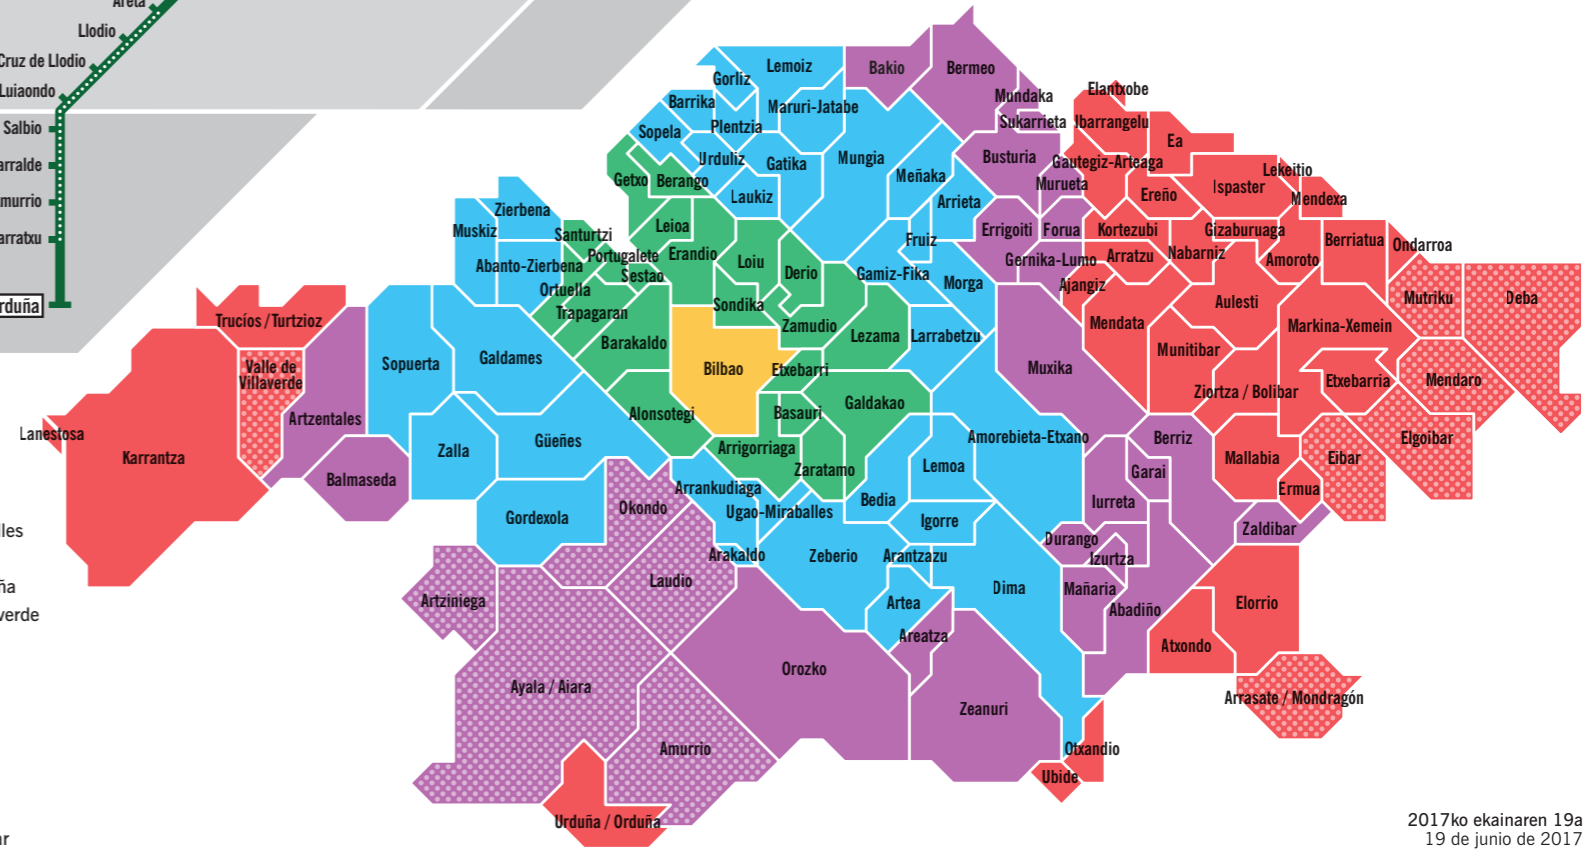 Areta
Llodio
Cruz de Llodio
Luiaondo
Salbio
arralde
murrio
arratxu
rduña
lles
ña
verde
ar
Gorliz
Lemoiz
Bakio
Bermeo
Barrika
Plentzia
Maruri-Jatabe
Mundaka
Sukarrieta
Elantxobe
Ibarrangelu
Ea
Sopela
Urduliz
Gatika
Mungia
Meñaka
Busturia
Gautegiz-Arteaga
Murueta
Ereño
Ispaster
Lekeitio
Mendexa
Getxo
Berango
Laukiz
Arrieta
Zierbena
Muskiz
Santurtzi
Portugalete
Sestao
Leioa
Erandio
Loiu
Derio
Fruiz
Gamiz-Fika
Errigoiti
Forua
Kortezubi
Gizaburuaga
Nabarniz
Amoroto
Berriatua
Ondarroa
Abanto-Zierbena
Ortuella
Trapagaran
Sondika
Zamudio
Lezama
Morga
Gernika-Lumo
Arratzu
Ajangiz
Aulesti
Mutriku
Deba
Trucíos / Turtzioz
Barakaldo
Larrabetzu
Mendata
Markina-Xemein
Munitibar
Valle de
Villaverde
Sopuerta
Galdames
Bilbao
Etxebarri
Muxika
Ziortza / Bolibar
Etxebarria
Mendaro
Artzentales
Alonsotegi
Basauri
Galdakao
Lanestosa
Karrantza
Zalla
Güeñes
Arrigorriaga
Zaratamo
Amorebieta-Etxano
Lemoa
Berriz
Garai
Mallabia
Eibar
Elgoibar
Ermua
Balmaseda
Gordexola
Okondo
Arrankudiaga
Ugao-Miraballes
Bedia
Igorre
Iurreta
Zaldibar
Durango
Izurtza
Arakaldo
Zeberio
Arantzazu
Artziniega
Laudio
Artea
Dima
Mañaria
Abadiño
Elorrio
Areatza
Atxondo
Ayala / Aiara
Orozko
Zeanuri
Arrasate / Mondragón
Amurrio
Otxandio
Ubide
Urduña / Orduña
2017ko ekainaren 19a
19 de junio de 2017